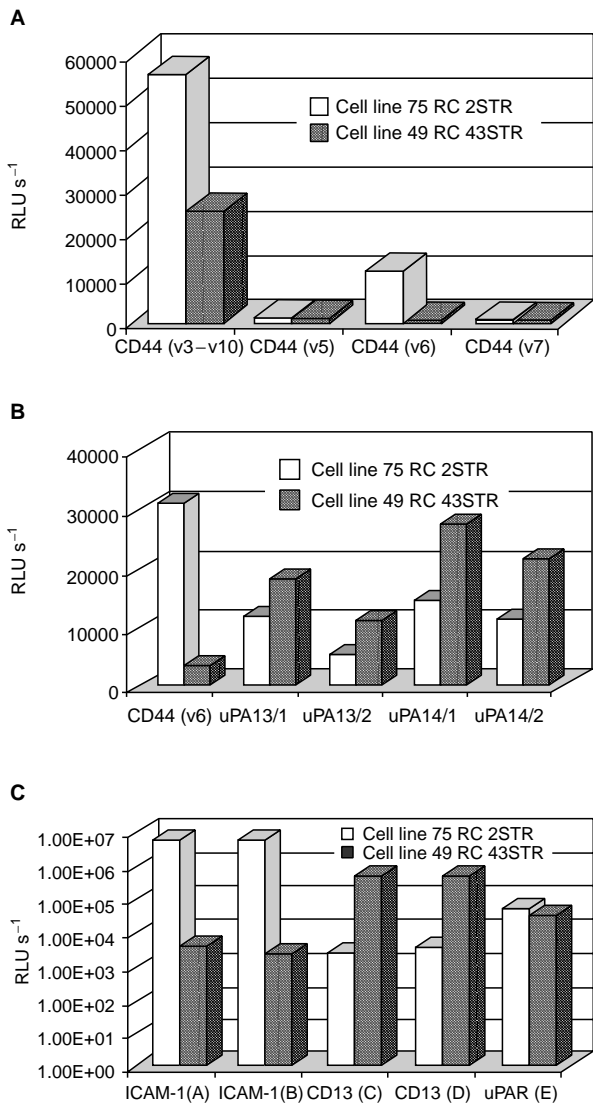 A
60000
50000
40000
30000
20000
10000
0
RLU s⁻¹
Cell line 75 RC 2STR
Cell line 49 RC 43STR
CD44 (v3–v10) CD44 (v5) CD44 (v6) CD44 (v7)
B
40000
30000
20000
10000
0
RLU s⁻¹
Cell line 75 RC 2STR
Cell line 49 RC 43STR
CD44 (v6) uPA13/1 uPA13/2 uPA14/1 uPA14/2
C
1.00E+07
1.00E+06
1.00E+05
1.00E+04
1.00E+03
1.00E+02
1.00E+01
1.00E+00
RLU s⁻¹
Cell line 75 RC 2STR
Cell line 49 RC 43STR
ICAM-1(A) ICAM-1(B) CD13 (C) CD13 (D) uPAR (E)